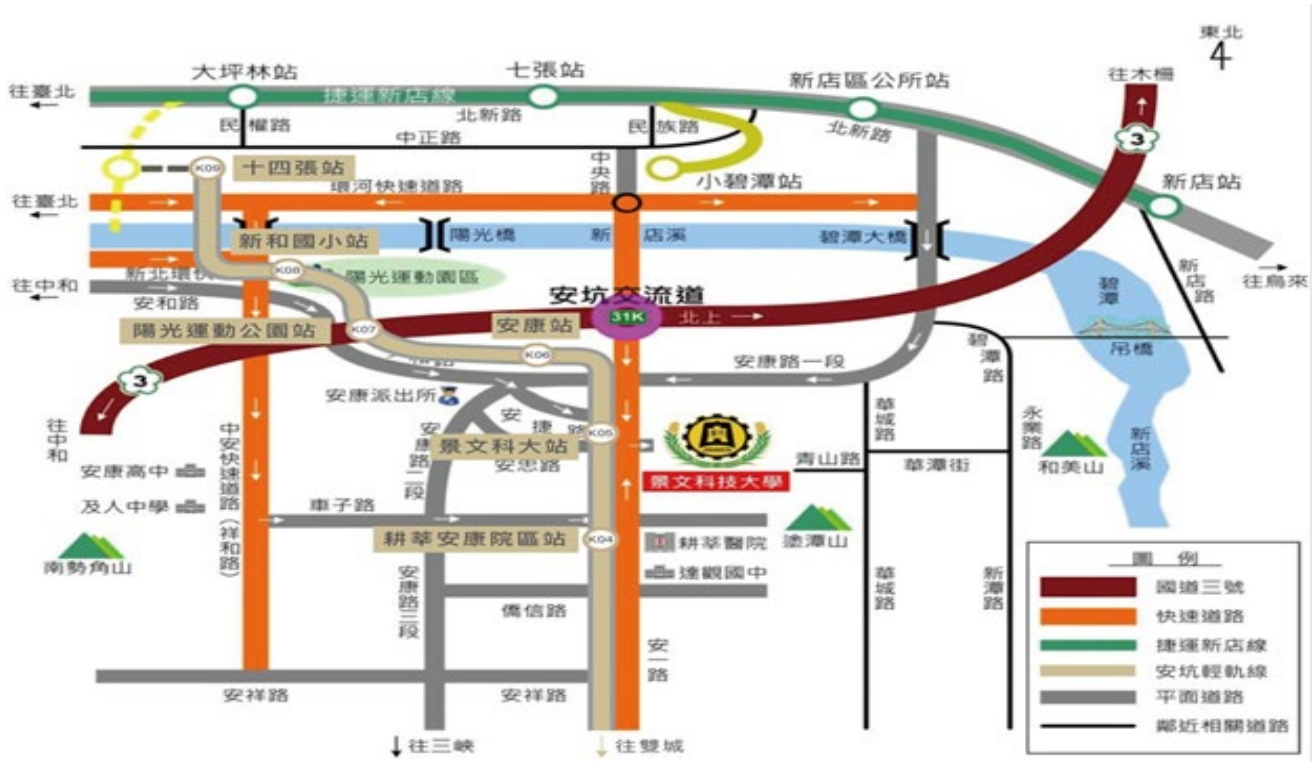 東北
4
大坪林站
七張站
新店區公所站
往木柵
往臺北
捷運新店線
北新路
北新路
3
民權路
中正路
民族路
K09
十四張站
中央路
小碧潭站
新店站
環河快速道路
往臺北
新和國小站
陽光橋
新店溪
碧潭大橋
往烏來
新店路
K08
陽光運動園區
往中和
安和路
安坑交流道
碧潭
31K
北上
陽光運動公園站
K07
安康站
吊橋
K06
安康路一段
碧潭路
3
安康派出所
往中和
安捷路
華城路
永業路
新店溪
K05
景文科大站
安康路二段
安忠路
景文科技大學
青山路
華潭街
和美山
安康高中
及人中學
中安快速道路(祥和路)
車子路
耕莘安康院區站
K04
耕莘醫院
塗潭山
南勢角山
達觀國中
安康路三段
僑信路
華城路
新潭路
安一路
安祥路
安祥路
往三峽
往雙城
圖 例
國道三號
快速道路
捷運新店線
安坑輕軌線
平面道路
鄰近相關道路